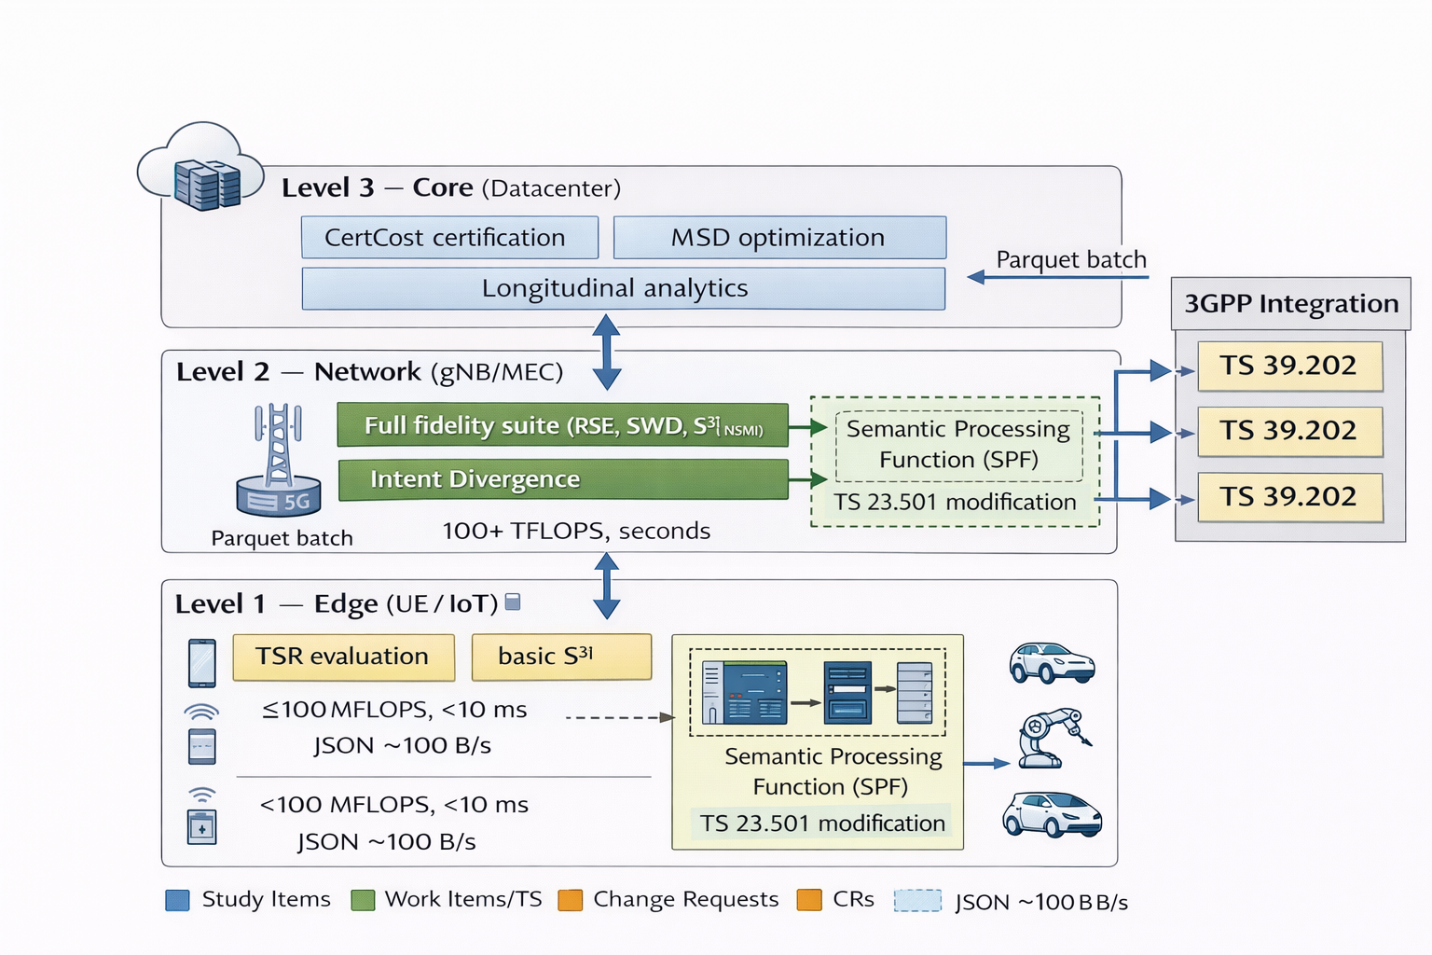 Level 3 — Core (Datacenter)
CertCost certification
MSD optimization
Longitudinal analytics
Parquet batch
3GPP Integration
TS 39.202
TS 39.202
TS 39.202
Level 2 — Network (gNB/MEC)
Full fidelity suite (RSE, SWD, NSMI)
Intent Divergence
5G
Parquet batch
100+ TFLOPS, seconds
Semantic Processing
Function (SPF)
TS 23.501 modification
Level 1 — Edge (UE / IoT)
TSR evaluation
basic
≤100 MFLOPS, <10 ms
JSON ~100 B/s
<100 MFLOPS, <10 ms
JSON ~100 B/s
Semantic Processing
Function (SPF)
TS 23.501 modification
Study Items
Work Items/TS
Change Requests
CRs
JSON ~100 B B/s